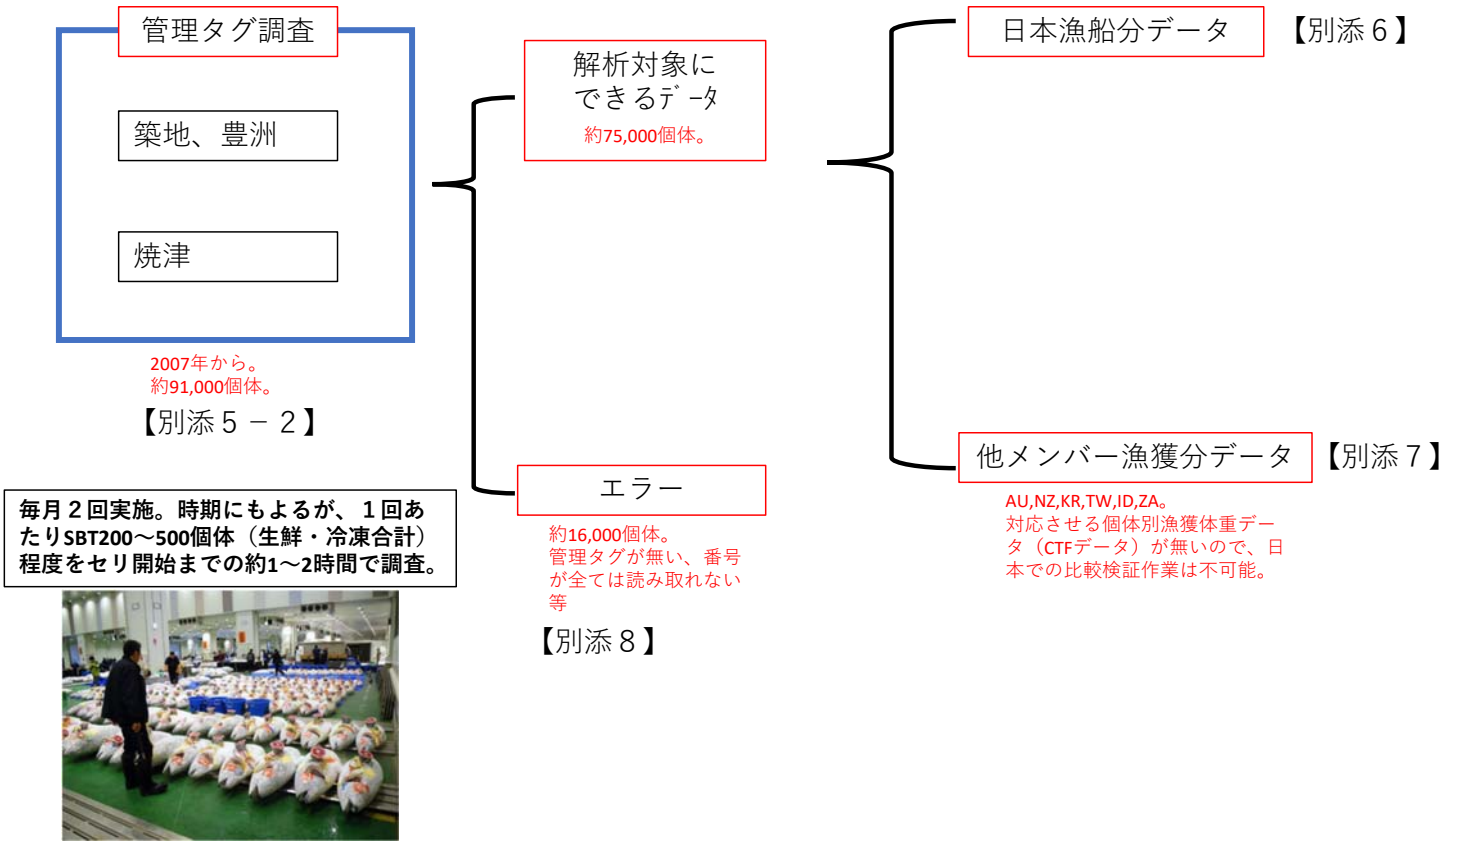 管理タグ調査
築地、豊洲
焼津
2007年から。
約91,000個体。
【別添５－２】
毎月２回実施。時期にもよるが、１回あ
たりSBT200～500個体（生鮮・冷凍合計）
程度をセリ開始までの約1～2時間で調査。
解析対象に
できるﾃﾞｰﾀ
約75,000個体。
エラー
約16,000個体。
管理タグが無い、番号
が全ては読み取れない
等
【別添８】
日本漁船分データ
【別添６】
他メンバー漁獲分データ
【別添７】
AU,NZ,KR,TW,ID,ZA。
対応させる個体別漁獲体重デー
タ（CTFデータ）が無いので、日
本での比較検証作業は不可能。